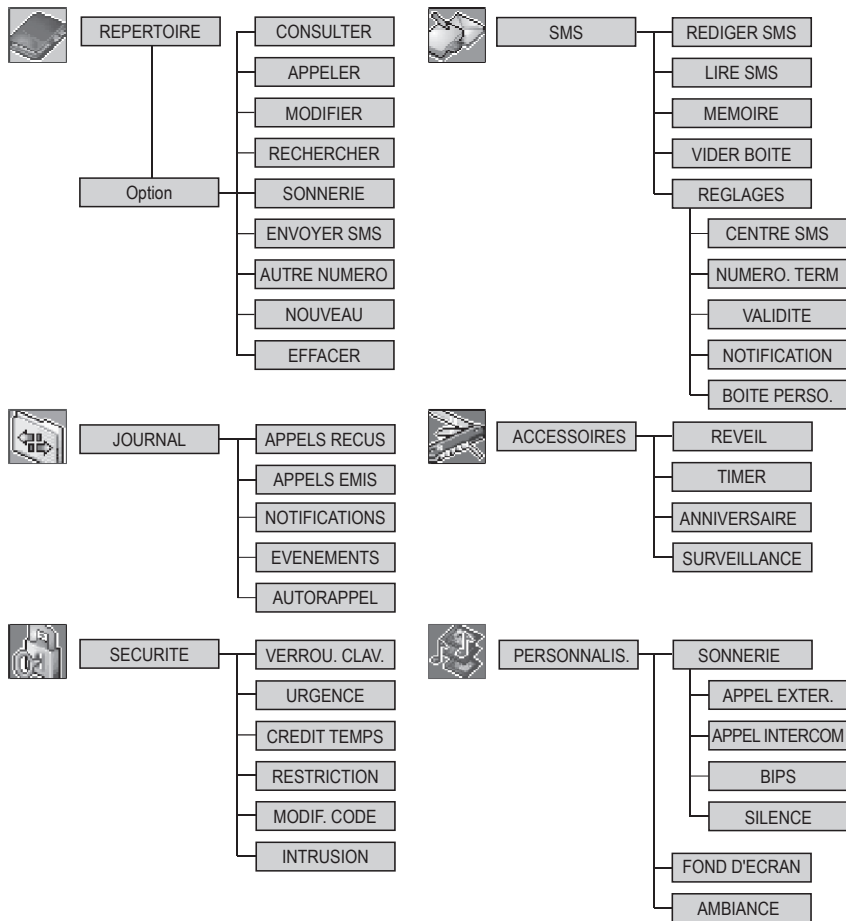 REPERTOIRE
Option
CONSULTER
APPELER
MODIFIER
RECHERCHER
SONNERIE
ENVOYER SMS
AUTRE NUMERO
NOUVEAU
EFFACER
SMS
REDIGER SMS
LIRE SMS
MEMOIRE
VIDER BOITE
REGLAGES
CENTRE SMS
NUMERO. TERM
VALIDITE
NOTIFICATION
BOITE PERSO.
JOURNAL
APPELS RECUS
APPELS EMIS
NOTIFICATIONS
EVENEMENTS
AUTORAPPEL
ACCESSOIRES
REVEIL
TIMER
ANNIVERSAIRE
SURVEILLANCE
SECURITE
VERROU. CLAV.
URGENCE
CREDIT TEMPS
RESTRICTION
MODIF. CODE
INTRUSION
PERSONNALIS.
SONNERIE
APPEL EXTER.
APPEL INTERCOM
BIPS
SILENCE
FOND D'ECRAN
AMBIANCE